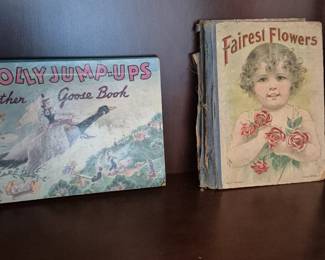 OLLY JUMP-UPS
ther Goose Book
Fairest Flowers